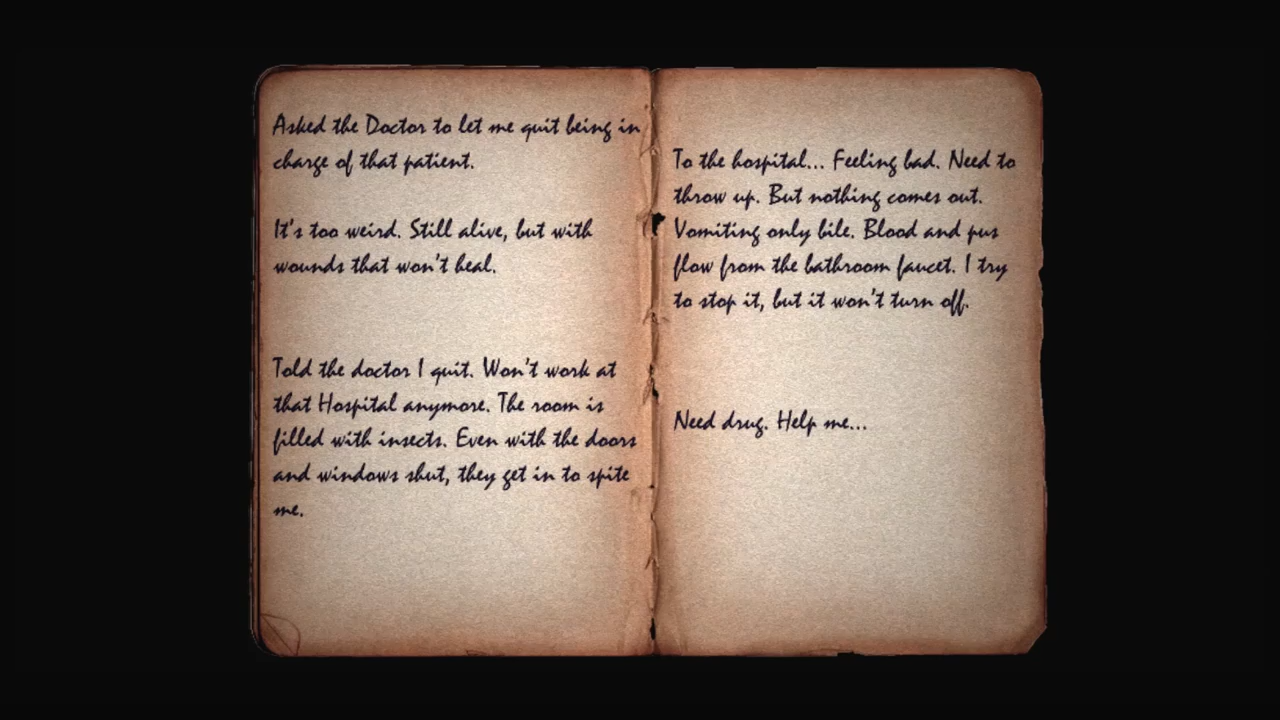 Asked the Doctor to let me quit being in
charge of that patient.
It's too weird. Still alive, but with
wounds that won't heal.
Told the doctor I quit. Won't work at
that Hospital anymore. The room is
filled with insects. Even with the doors
and windows shut, they get in to spite
me.
To the hospital... Feeling bad. Need to
throw up. But nothing comes out.
Vomiting only bile. Blood and pus
flow from the bathroom faucet. I try
to stop it, but it won't turn off.
Need drug. Help me...